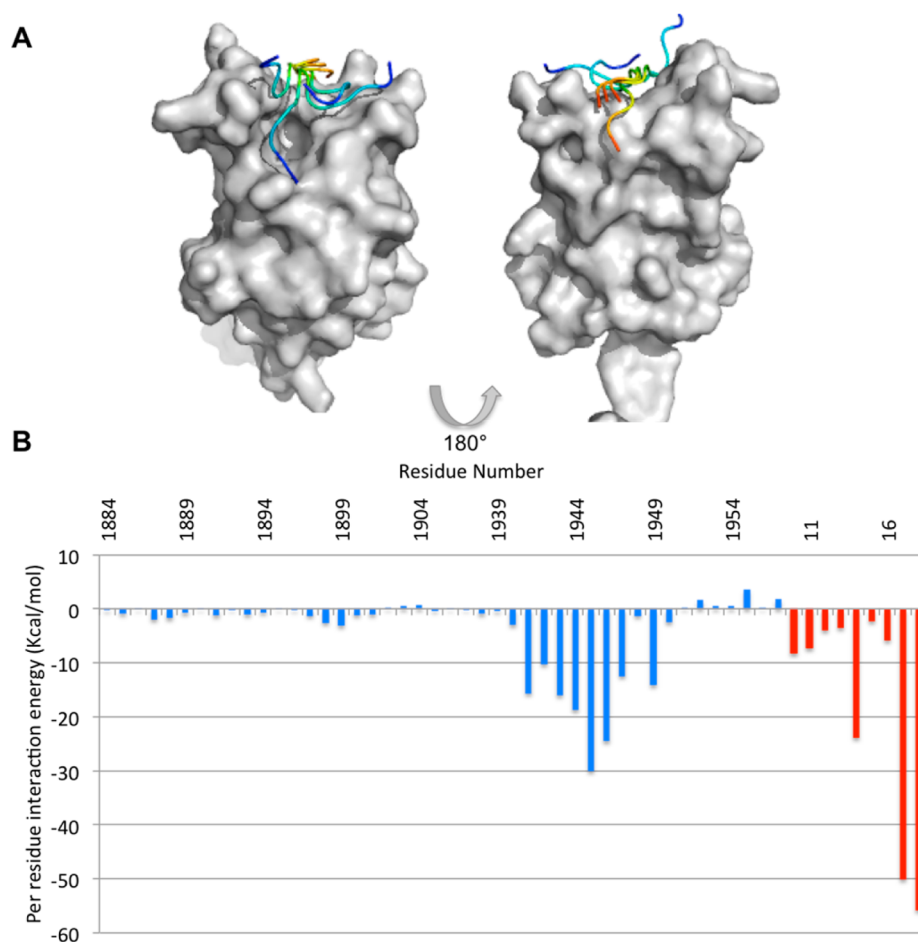 A
180°
B
Residue Number
1884 1889 1894 1899 1904 1939 1944 1949 1954 11 16
10
0
-10
-20
-30
-40
-50
-60
Per residue interaction energy (Kcal/mol)